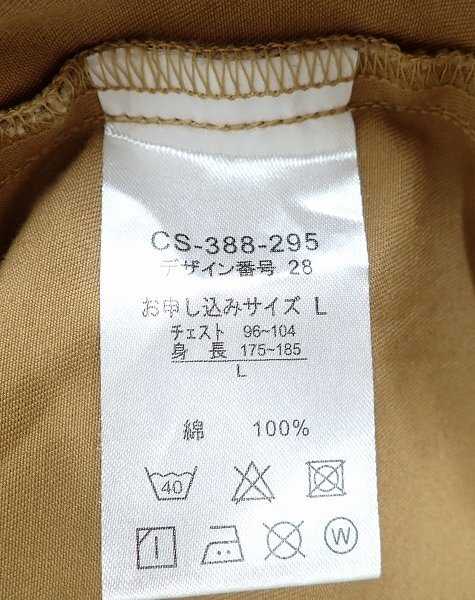 CS-388-295
デザイン番号 28
お申し込みサイズ L
チェスト 96~104
身 長 175~185
L
綿 100%
40
W